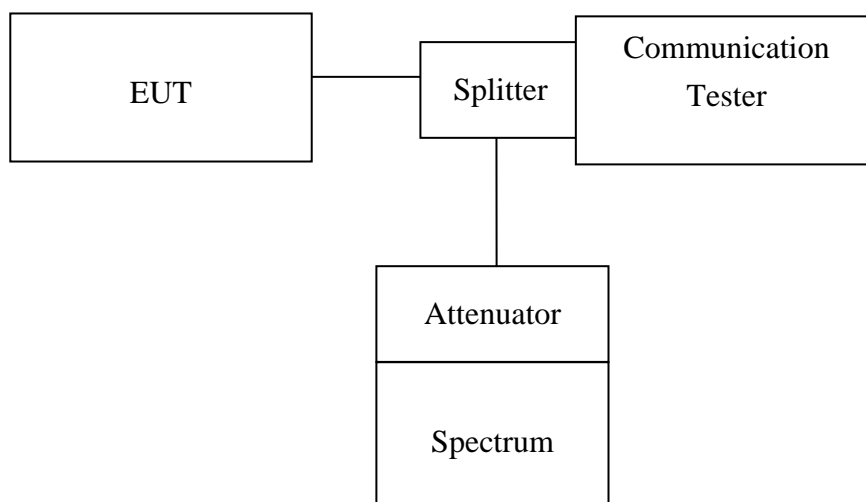 EUT
Splitter
Communication
Tester
Attenuator
Spectrum